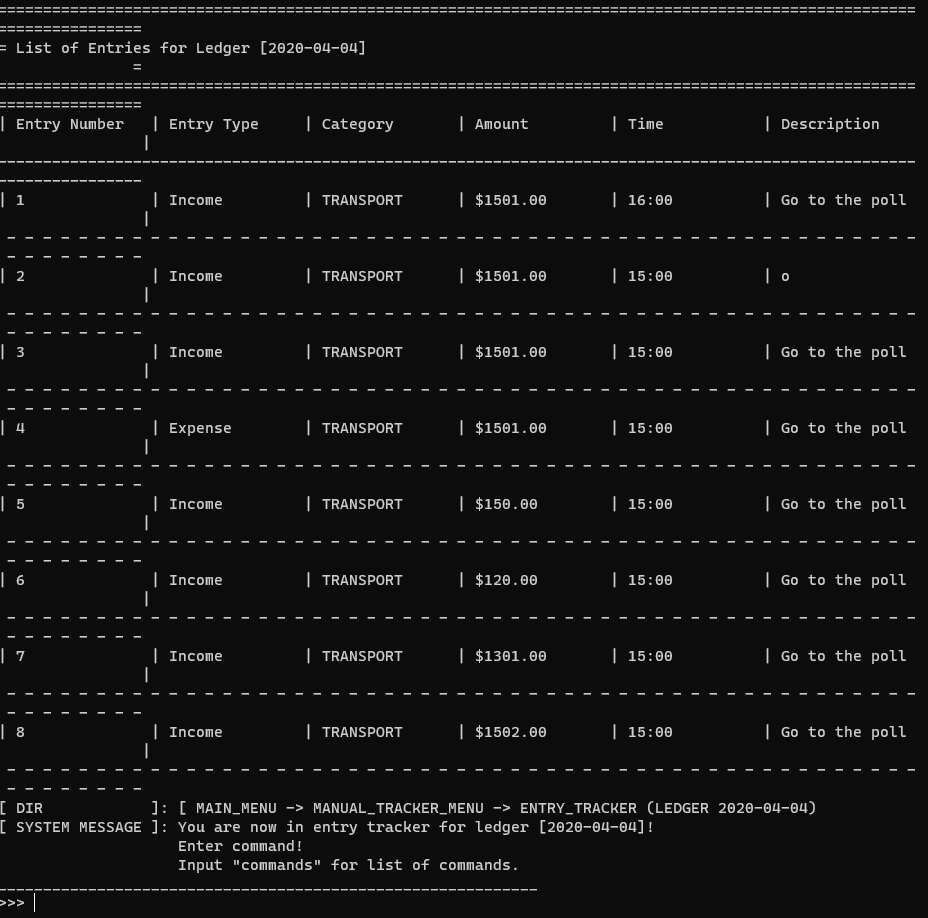 ======================================================================================================
================
= List of Entries for Ledger [2020-04-04]
               =
======================================================================================================
================
| Entry Number   | Entry Type     | Category       | Amount         | Time           | Description
                |
------------------------------------------------------------------------------------------------------
----------------
| 1              | Income         | TRANSPORT      | $1501.00       | 16:00          | Go to the poll
                |
 - - - - - - - - - - - - - - - - - - - - - - - - - - - - - - - - - - - - - - - - - - - - - - - - - - -
 - - - - - - - -
| 2              | Income         | TRANSPORT      | $1501.00       | 15:00          | o
                |
 - - - - - - - - - - - - - - - - - - - - - - - - - - - - - - - - - - - - - - - - - - - - - - - - - - -
 - - - - - - - -
| 3              | Income         | TRANSPORT      | $1501.00       | 15:00          | Go to the poll
                |
 - - - - - - - - - - - - - - - - - - - - - - - - - - - - - - - - - - - - - - - - - - - - - - - - - - -
 - - - - - - - -
| 4              | Expense        | TRANSPORT      | $1501.00       | 15:00          | Go to the poll
                |
 - - - - - - - - - - - - - - - - - - - - - - - - - - - - - - - - - - - - - - - - - - - - - - - - - - -
 - - - - - - - -
| 5              | Income         | TRANSPORT      | $150.00        | 15:00          | Go to the poll
                |
 - - - - - - - - - - - - - - - - - - - - - - - - - - - - - - - - - - - - - - - - - - - - - - - - - - -
 - - - - - - - -
| 6              | Income         | TRANSPORT      | $120.00        | 15:00          | Go to the poll
                |
 - - - - - - - - - - - - - - - - - - - - - - - - - - - - - - - - - - - - - - - - - - - - - - - - - - -
 - - - - - - - -
| 7              | Income         | TRANSPORT      | $1301.00       | 15:00          | Go to the poll
                |
 - - - - - - - - - - - - - - - - - - - - - - - - - - - - - - - - - - - - - - - - - - - - - - - - - - -
 - - - - - - - -
| 8              | Income         | TRANSPORT      | $1502.00       | 15:00          | Go to the poll
                |
 - - - - - - - - - - - - - - - - - - - - - - - - - - - - - - - - - - - - - - - - - - - - - - - - - - -
 - - - - - - - -
[ DIR            ]: [ MAIN_MENU -> MANUAL_TRACKER_MENU -> ENTRY_TRACKER (LEDGER 2020-04-04)
[ SYSTEM MESSAGE ]: You are now in entry tracker for ledger [2020-04-04]!
                    Enter command!
                    Input "commands" for list of commands.
____________________________________________________________
>>>